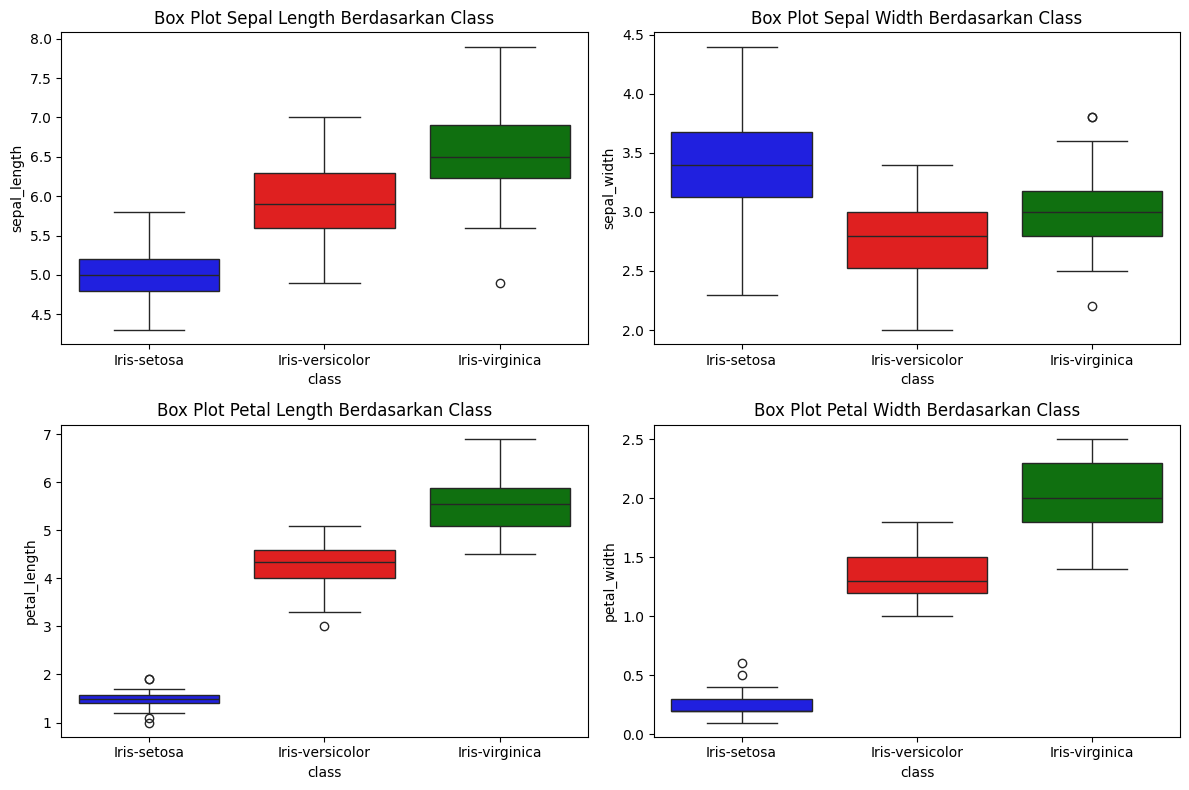 Box Plot Sepal Length Berdasarkan Class
8.0
7.5
7.0
6.5
6.0
5.5
5.0
4.5
sepal_length
Iris-setosa Iris-versicolor Iris-virginica
class
Box Plot Sepal Width Berdasarkan Class
4.5
4.0
3.5
3.0
2.5
2.0
sepal_width
Iris-setosa Iris-versicolor Iris-virginica
class
Box Plot Petal Length Berdasarkan Class
7
6
5
4
3
2
1
petal_length
Iris-setosa Iris-versicolor Iris-virginica
class
Box Plot Petal Width Berdasarkan Class
2.5
2.0
1.5
1.0
0.5
0.0
petal_width
Iris-setosa Iris-versicolor Iris-virginica
class